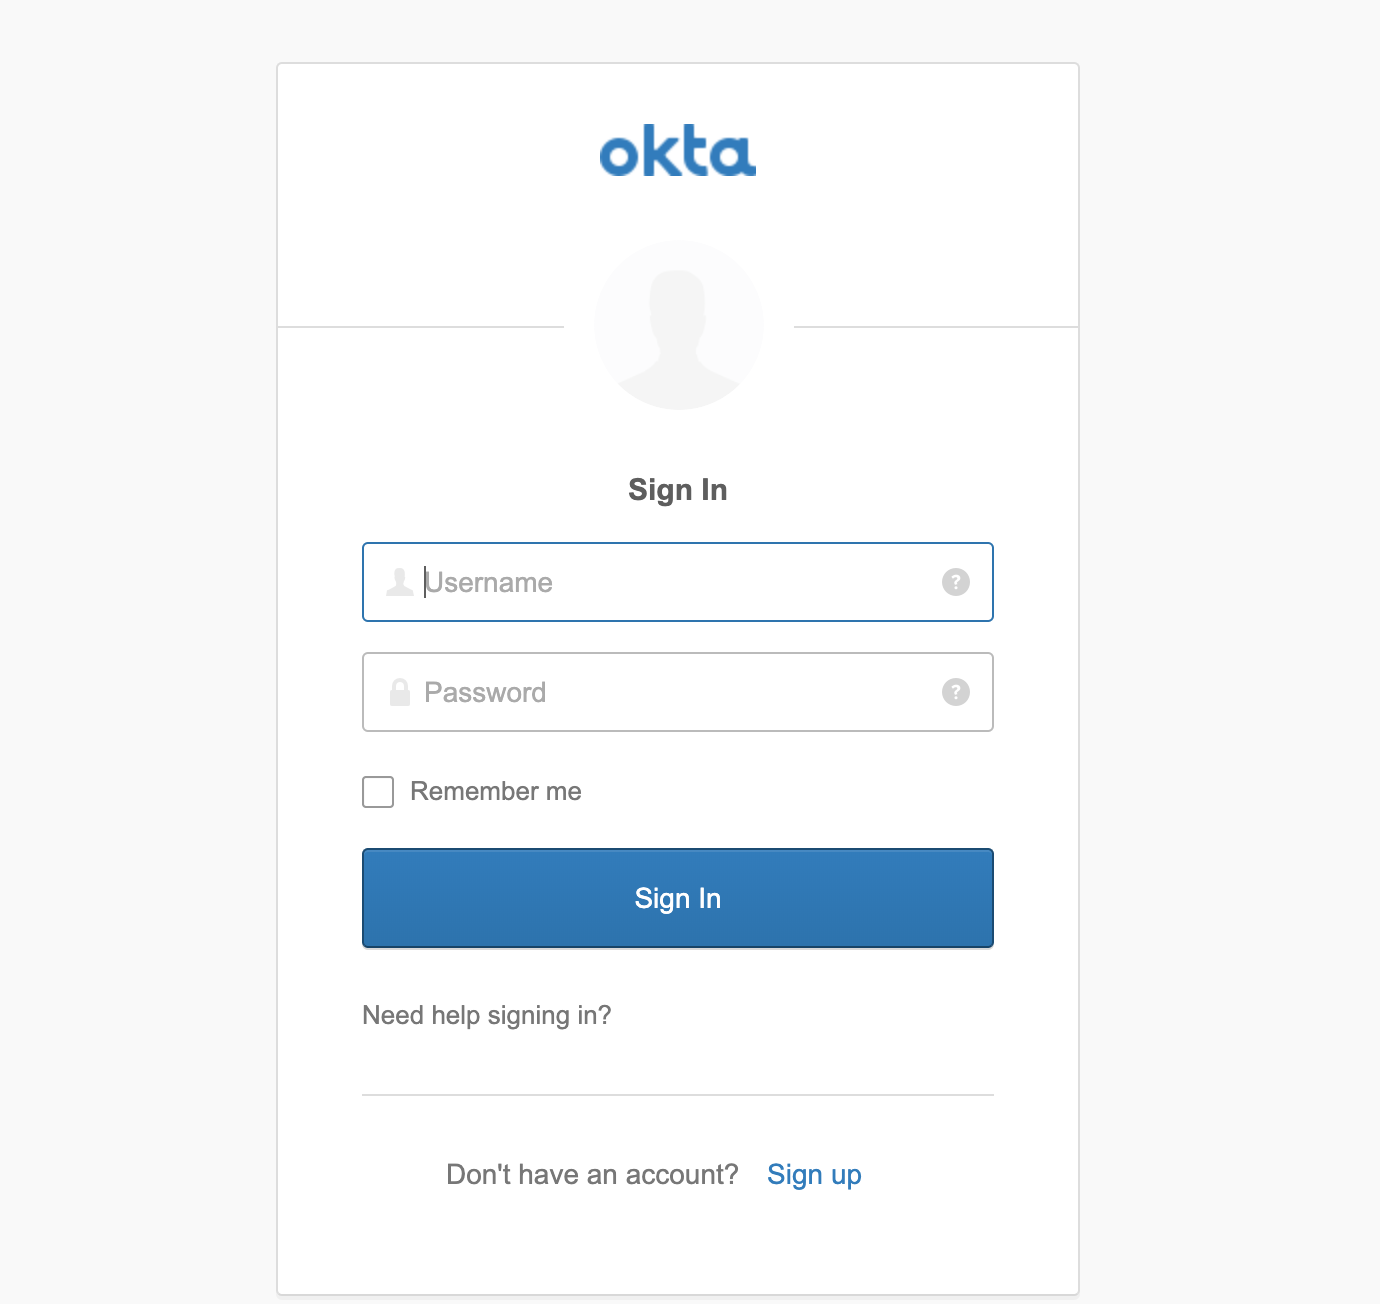 okta
Sign In
Username ?
Password ?
Remember me
Sign In
Need help signing in?
Don't have an account? Sign up